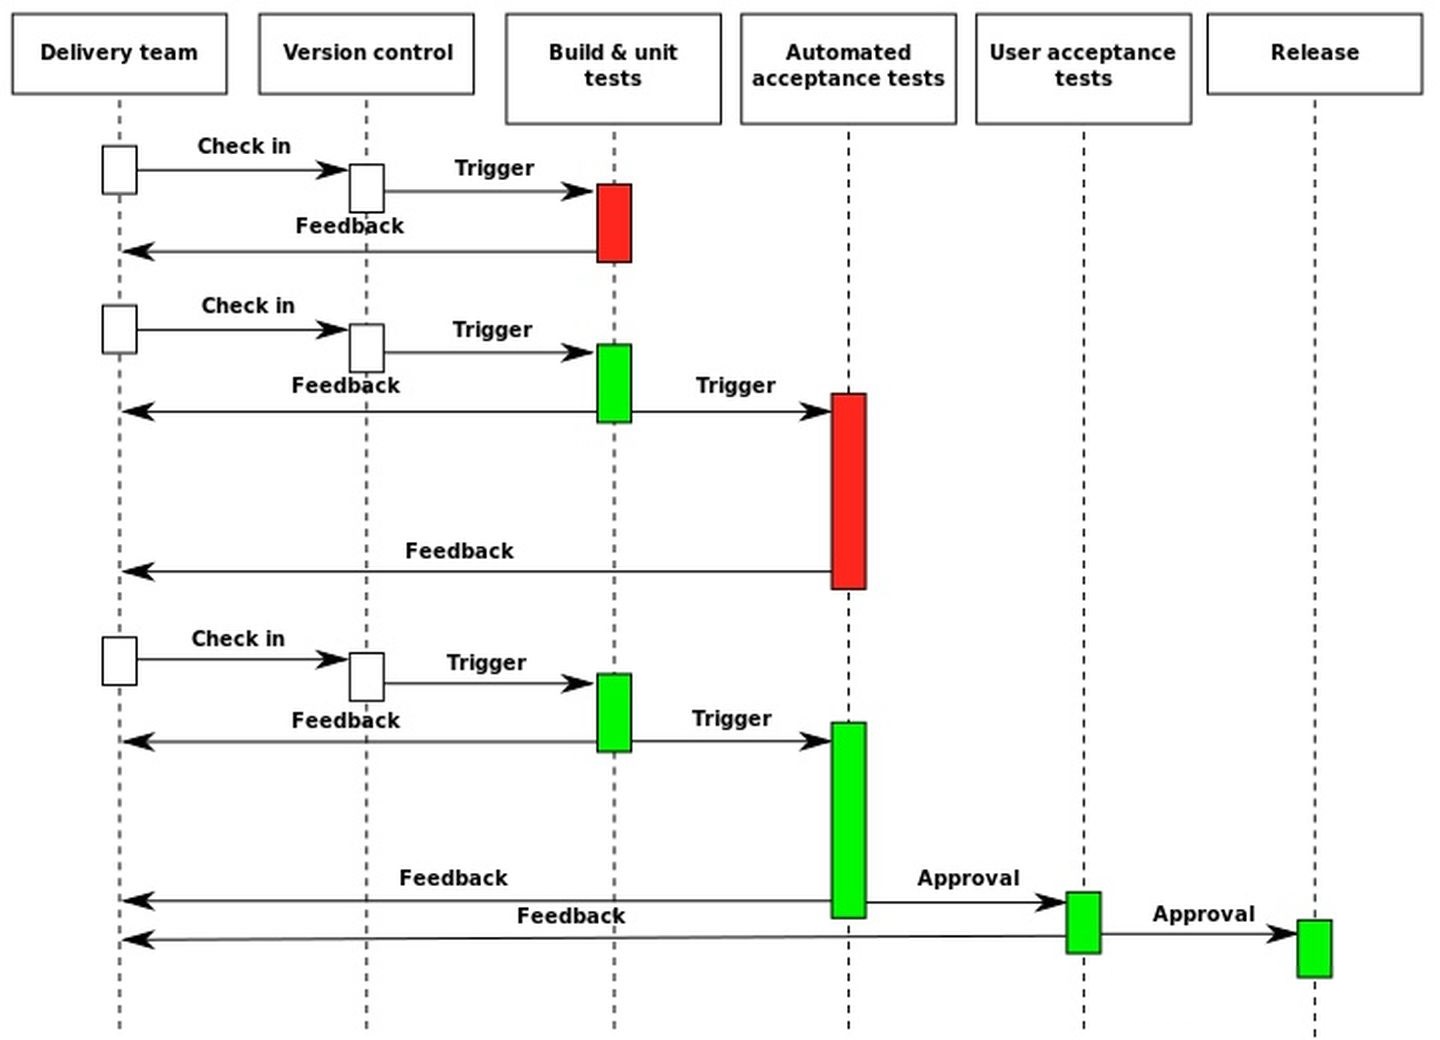 Delivery team
Version control
Build & unit
tests
Automated
acceptance tests
User acceptance
tests
Release
Check in
Trigger
Feedback
Check in
Trigger
Feedback
Trigger
Feedback
Check in
Trigger
Feedback
Trigger
Feedback
Approval
Feedback
Approval